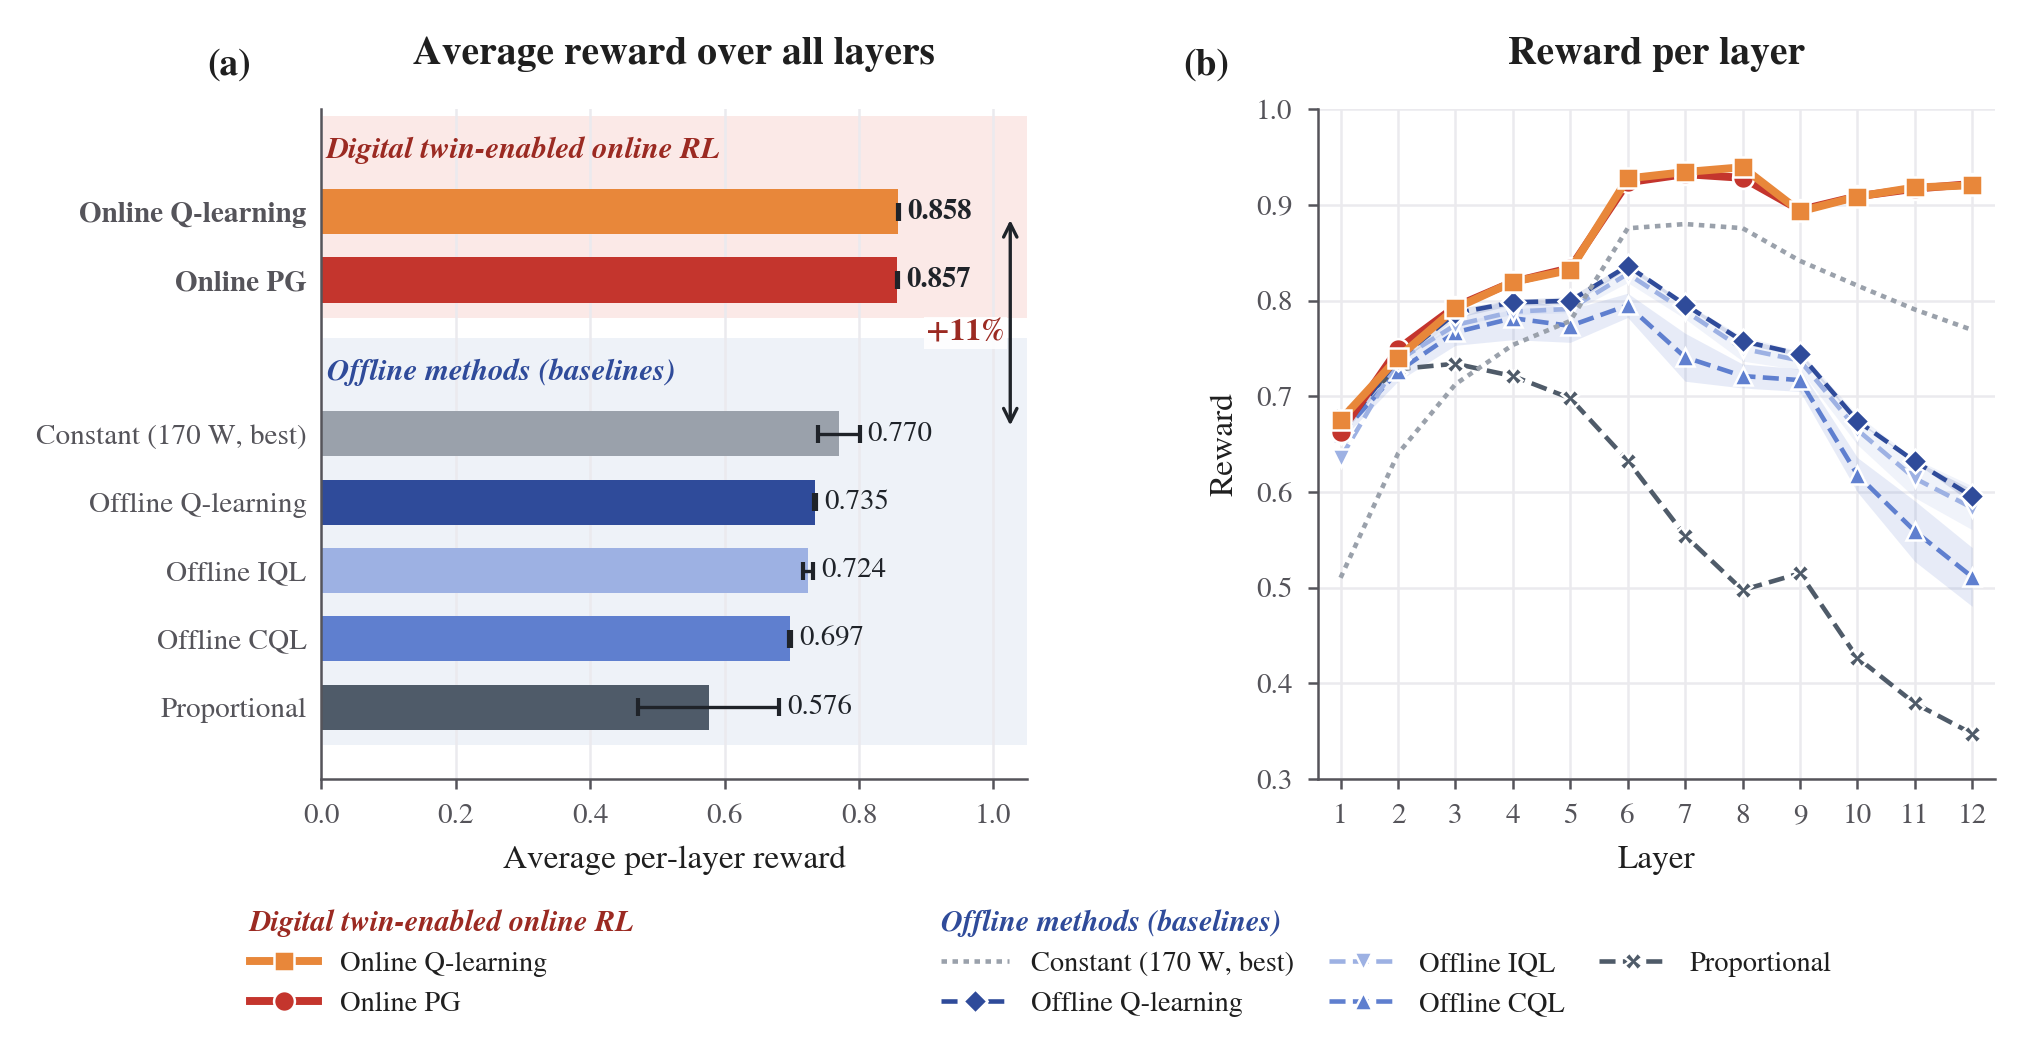 (a)
Average reward over all layers
Digital twin-enabled online RL
Online Q-learning
0.858
Online PG
0.857
+11%
Offline methods (baselines)
Constant (170 W, best)
0.770
Offline Q-learning
0.735
Offline IQL
0.724
Offline CQL
0.697
Proportional
0.576
0.0 0.2 0.4 0.6 0.8 1.0
Average per-layer reward
(b)
Reward per layer
1.0
0.9
0.8
0.7
0.6
0.5
0.4
0.3
Reward
1 2 3 4 5 6 7 8 9 10 11 12
Layer
Digital twin-enabled online RL
Online Q-learning
Online PG
Offline methods (baselines)
Constant (170 W, best)
Offline IQL
Proportional
Offline Q-learning
Offline CQL